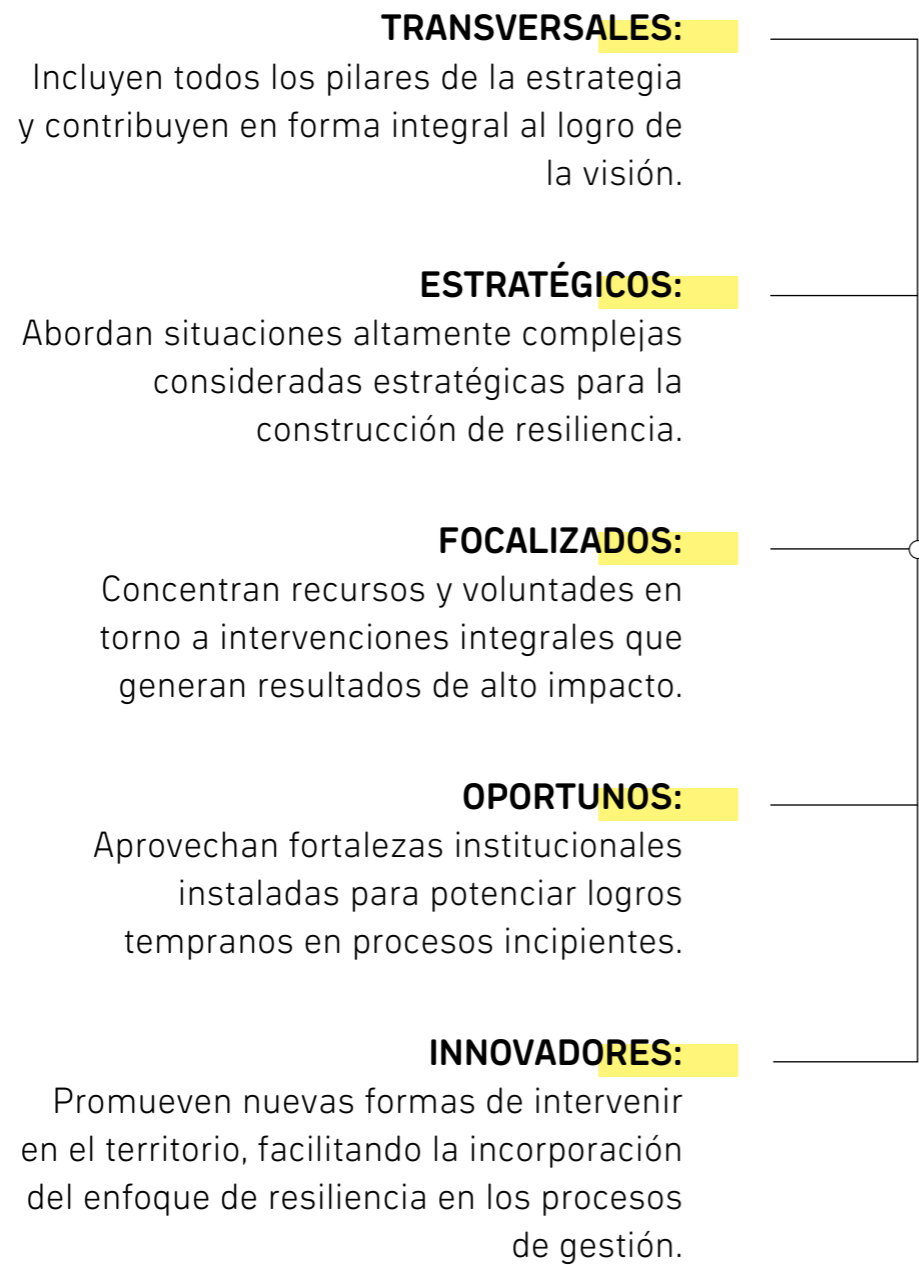 TRANSVERSALES:
Incluyen todos los pilares de la estrategia
y contribuyen en forma integral al logro de
la visión.
ESTRATÉGICOS:
Abordan situaciones altamente complejas
consideradas estratégicas para la
construcción de resiliencia.
FOCALIZADOS:
Concentran recursos y voluntades en
torno a intervenciones integrales que
generan resultados de alto impacto.
OPORTUNOS:
Aprovechan fortalezas institucionales
instaladas para potenciar logros
tempranos en procesos incipientes.
INNOVADORES:
Promueven nuevas formas de intervenir
en el territorio, facilitando la incorporación
del enfoque de resiliencia en los procesos
de gestión.